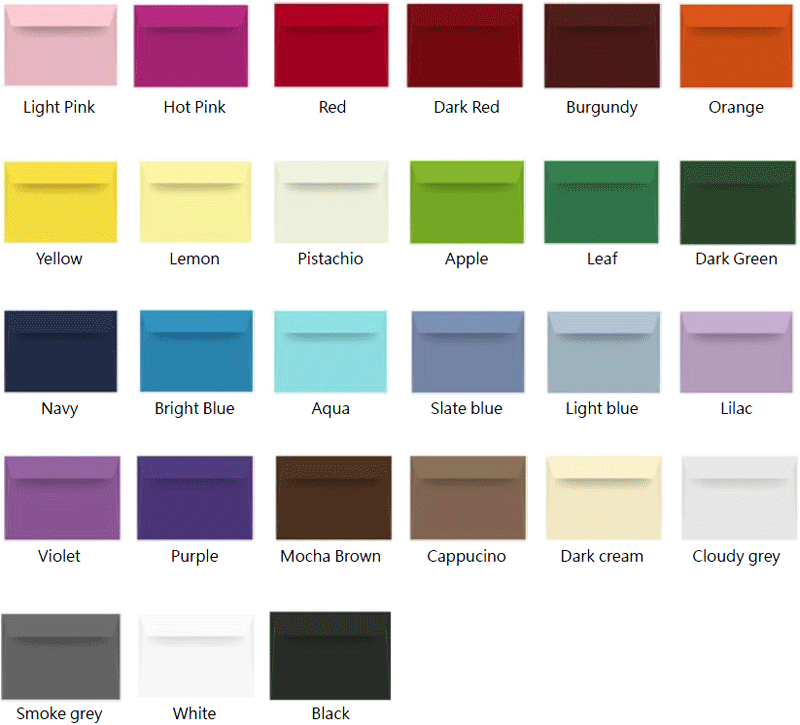 Light Pink Hot Pink Red Dark Red Burgundy Orange
Yellow Lemon Pistachio Apple Leaf Dark Green
Navy Bright Blue Aqua Slate blue Light blue Lilac
Violet Purple Mocha Brown Cappucino Dark cream Cloudy grey
Smoke grey White Black